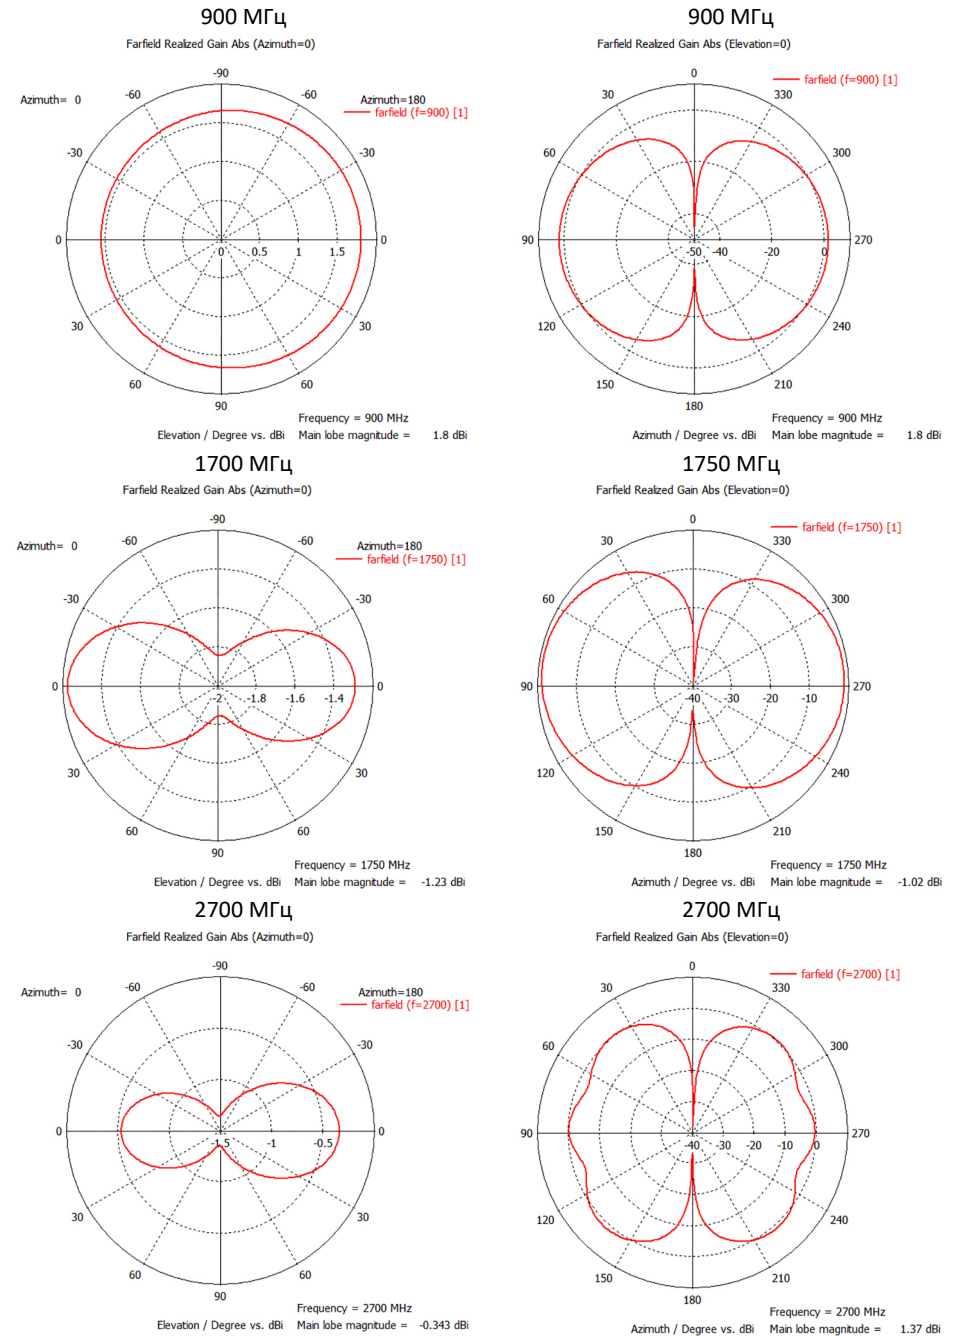 900 МГц
Farfield Realized Gain Abs (Azimuth=0)
-90
Azimuth= 0
-60
-60
Azimuth=180
farfield (f=900) [1]
-30
-30
0
0
0.5
1
1.5
0
30
30
60
60
90
Frequency = 900 MHz
Elevation / Degree vs. dBi
Main lobe magnitude = 1.8 dBi
900 МГц
Farfield Realized Gain Abs (Elevation=0)
0
30
330
farfield (f=900) [1]
60
300
90
-50
-40
-20
0
270
120
240
150
210
180
Frequency = 900 MHz
Azimuth / Degree vs. dBi
Main lobe magnitude = 1.8 dBi
1700 МГц
Farfield Realized Gain Abs (Azimuth=0)
-90
Azimuth= 0
-60
-60
Azimuth=180
farfield (f=1750) [1]
-30
-30
0
-2
-1.8
-1.6
-1.4
0
30
30
60
60
90
Frequency = 1750 MHz
Elevation / Degree vs. dBi
Main lobe magnitude = -1.23 dBi
1750 МГц
Farfield Realized Gain Abs (Elevation=0)
0
30
330
farfield (f=1750) [1]
60
300
90
-40
-30
-20
-10
270
120
240
150
210
180
Frequency = 1750 MHz
Azimuth / Degree vs. dBi
Main lobe magnitude = -1.02 dBi
2700 МГц
Farfield Realized Gain Abs (Azimuth=0)
-90
Azimuth= 0
-60
-60
Azimuth=180
farfield (f=2700) [1]
-30
-30
0
-1.5
-1
-0.5
0
30
30
60
60
90
Frequency = 2700 MHz
Elevation / Degree vs. dBi
Main lobe magnitude = -0.343 dBi
2700 МГц
Farfield Realized Gain Abs (Elevation=0)
0
30
330
farfield (f=2700) [1]
60
300
90
-40
-30
-20
-10
0
270
120
240
150
210
180
Frequency = 2700 MHz
Azimuth / Degree vs. dBi
Main lobe magnitude = 1.37 dBi